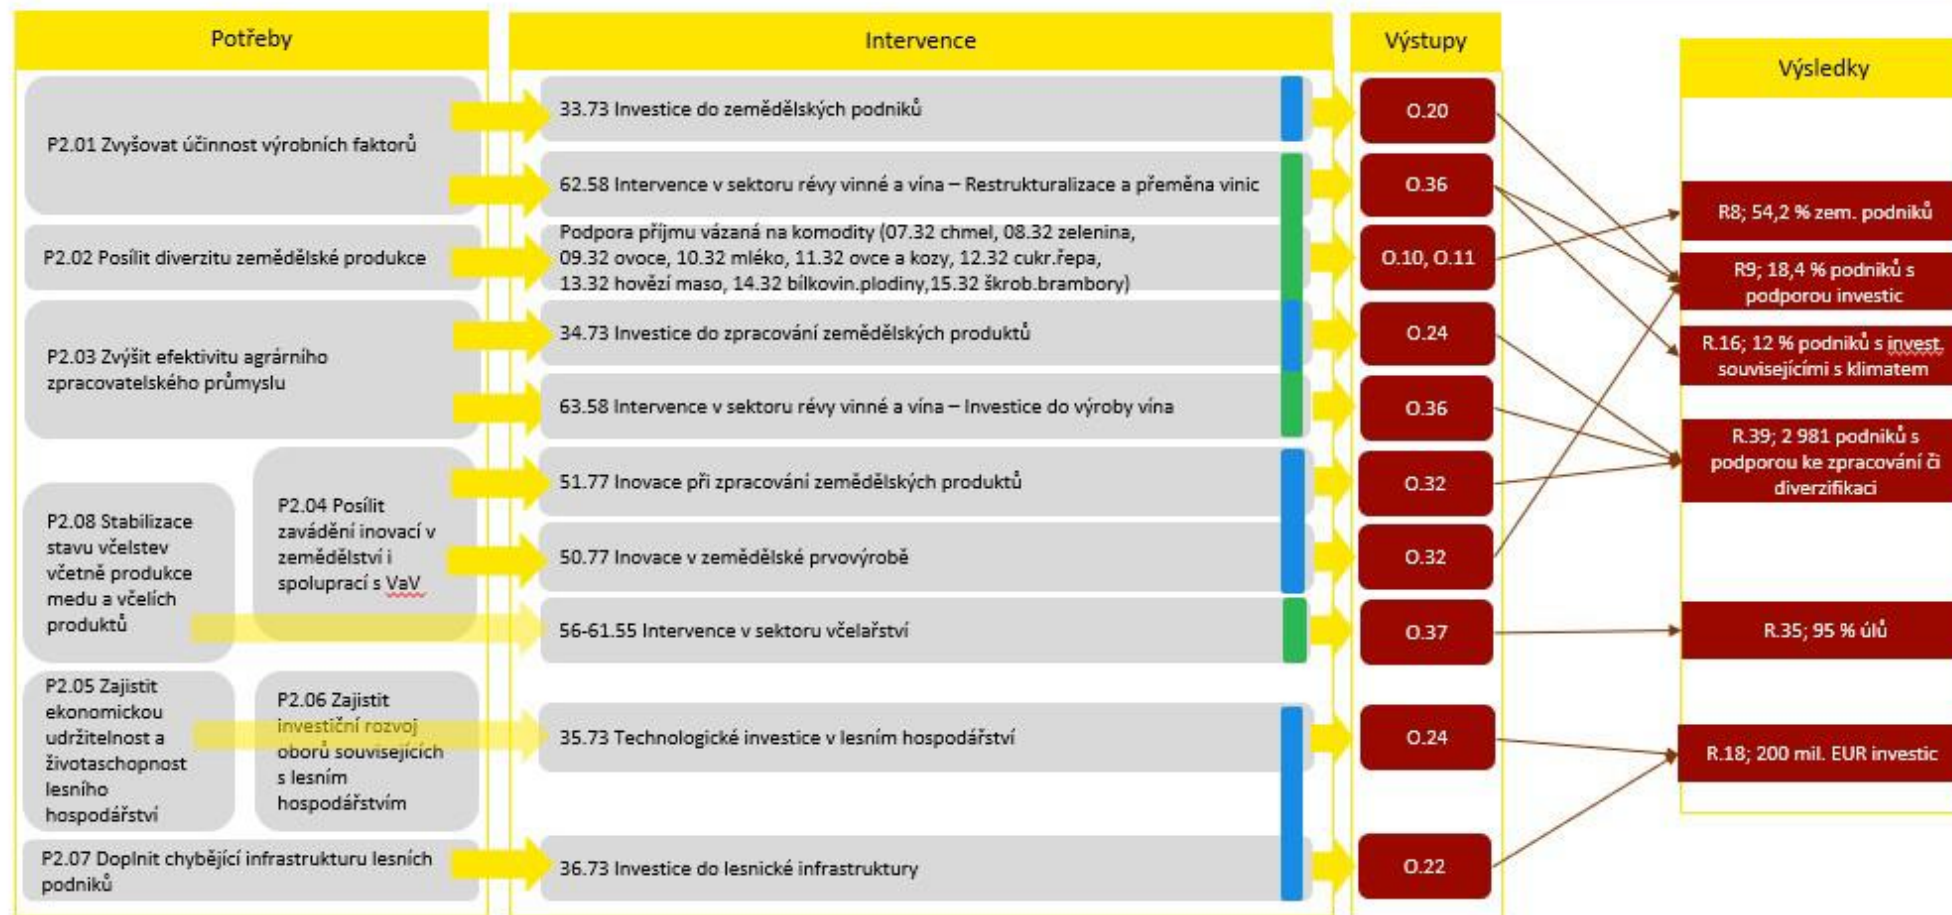 Potřeby
P2.01 Zvyšovat účinnost výrobních faktorů
P2.02 Posílit diverzitu zemědělské produkce
P2.03 Zvýšit efektivitu agrárního
zpracovatelského průmyslu
P2.08 Stabilizace
stavu včelstev
včetně produkce
medu a včelích
produktů
P2.04 Posílit
zavádění inovací v
zemědělství i
spoluprací s VaV
P2.05 Zajistit
ekonomickou
udržitelnost a
životaschopnost
lesního
hospodářství
P2.06 Zajistit
investiční rozvoj
oborů souvisejících
s lesním
hospodářstvím
P2.07 Doplnit chybějící infrastrukturu lesních
podniků
Intervence
33.73 Investice do zemědělských podniků
62.58 Intervence v sektoru révy vinné a vína – Restrukturalizace a přeměna vinic
Podpora příjmu vázaná na komodity (07.32 chmel, 08.32 zelenina,
09.32 ovoce, 10.32 mléko, 11.32 ovce a kozy, 12.32 cukr.řepa,
13.32 hovězí maso, 14.32 bílkovin.plodiny,15.32 škrob.brambory)
34.73 Investice do zpracování zemědělských produktů
63.58 Intervence v sektoru révy vinné a vína – Investice do výroby vína
51.77 Inovace při zpracování zemědělských produktů
50.77 Inovace v zemědělské prvovýrobě
56-61.55 Intervence v sektoru včelařství
35.73 Technologické investice v lesním hospodářství
36.73 Investice do lesnické infrastruktury
Výstupy
O.20
O.36
O.10, O.11
O.24
O.36
O.32
O.32
O.37
O.24
O.22
Výsledky
R8; 54,2 % zem. podniků
R9; 18,4 % podniků s
podporou investic
R.16; 12 % podniků s invest.
souvisejícími s klimatem
R.39; 2 981 podniků s
podporou ke zpracování či
diverzifikaci
R.35; 95 % úlů
R.18; 200 mil. EUR investic